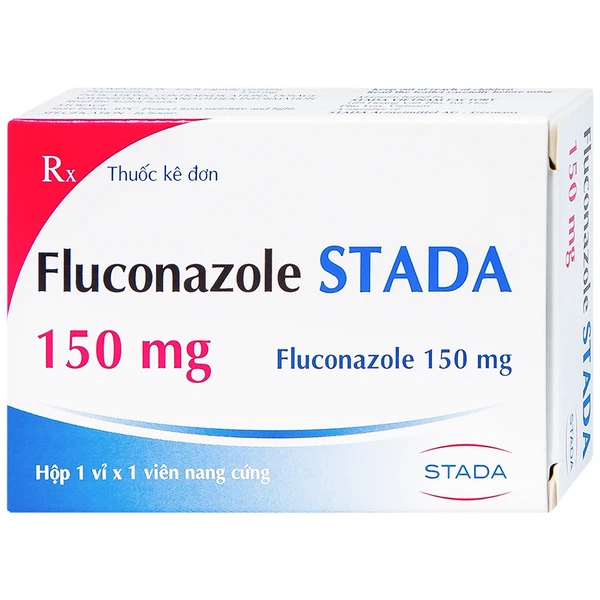 Rx Thuốc kê đơn
Fluconazole STADA
150 mg
Fluconazole 150 mg
Hộp 1 vỉ x 1 viên nang cứng
STADA
Fluconazole STADA
150 mg
STADA